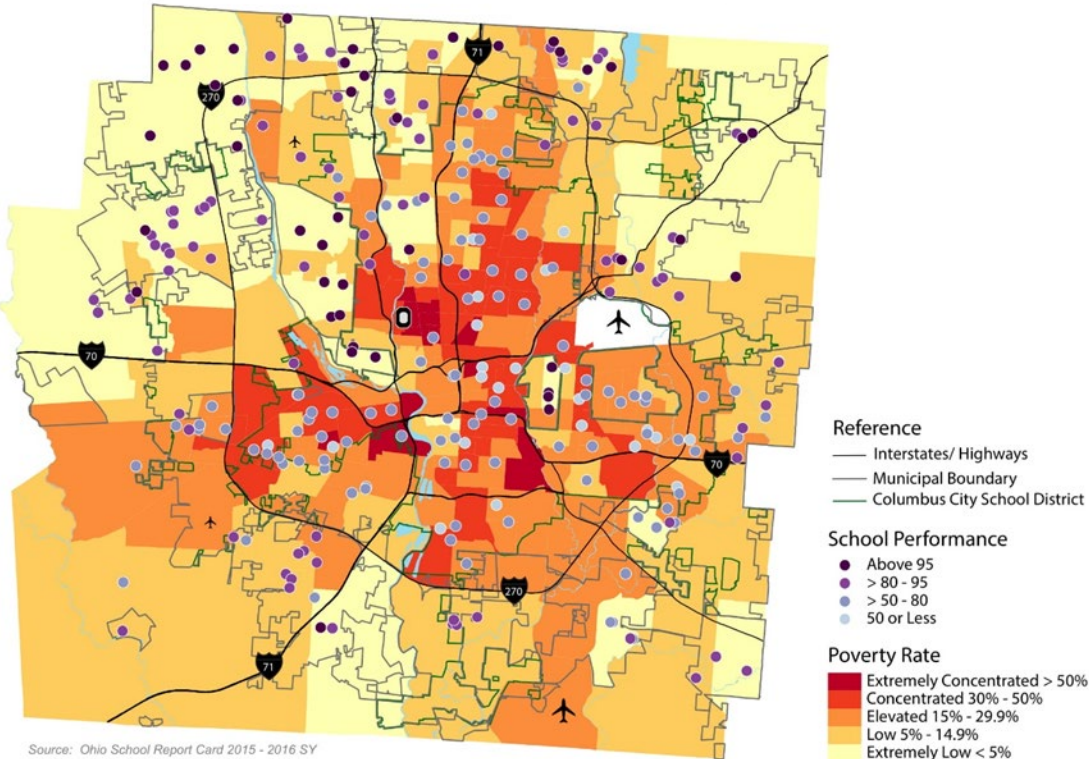 71
270
70
70
270
71
Reference
Interstates/ Highways
Municipal Boundary
Columbus City School District
School Performance
Above 95
> 80 - 95
> 50 - 80
50 or Less
Poverty Rate
Extremely Concentrated > 50%
Concentrated 30% - 50%
Elevated 15% - 29.9%
Low 5% - 14.9%
Extremely Low < 5%
Source: Ohio School Report Card 2015 - 2016 SY